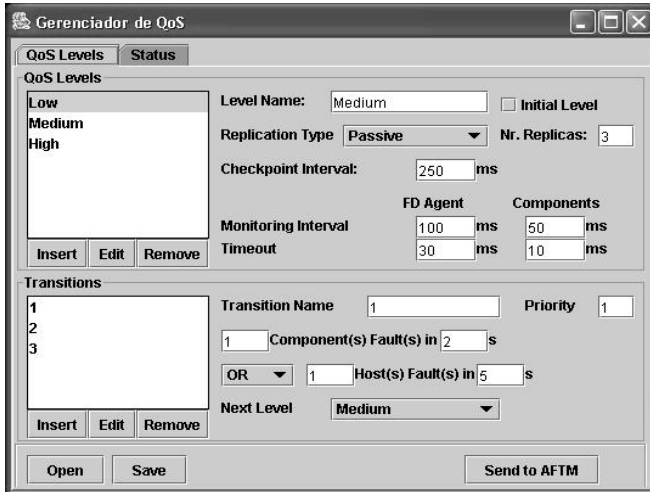 Gerenciador de QoS
QoS Levels Status
QoS Levels
Low
Medium
High
Insert Edit Remove
Level Name: Medium Initial Level
Replication Type Passive Nr. Replicas: 3
Checkpoint Interval: 250 ms
FD Agent Components
Monitoring Interval 100 ms 50 ms
Timeout 30 ms 10 ms
Transitions
1
2
3
Insert Edit Remove
Transition Name 1 Priority 1
1 Component(s) Fault(s) in 2 s
OR 1 Host(s) Fault(s) in 5 s
Next Level Medium
Open Save Send to AFTM